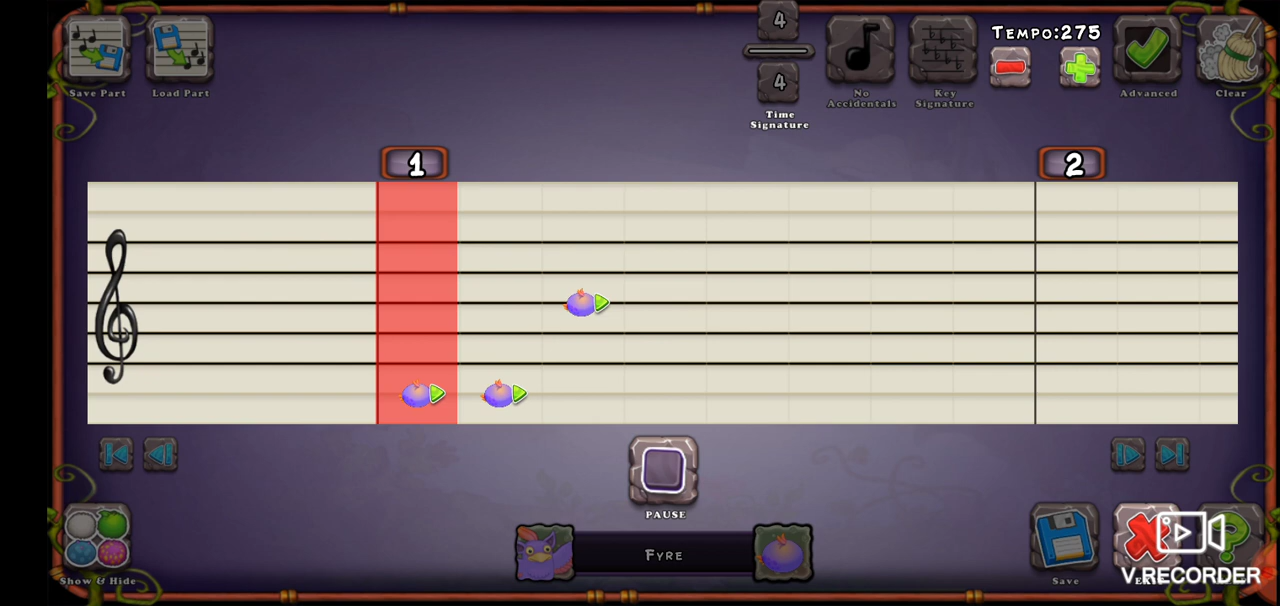 4
TEMPO:275
4
Save Part
Load Part
Time
Signature
No
Accidentals
Key
Signature
Advanced
Clear
1
2
PAUSE
FYRE
Show & Hide
Save
V.RECORDER